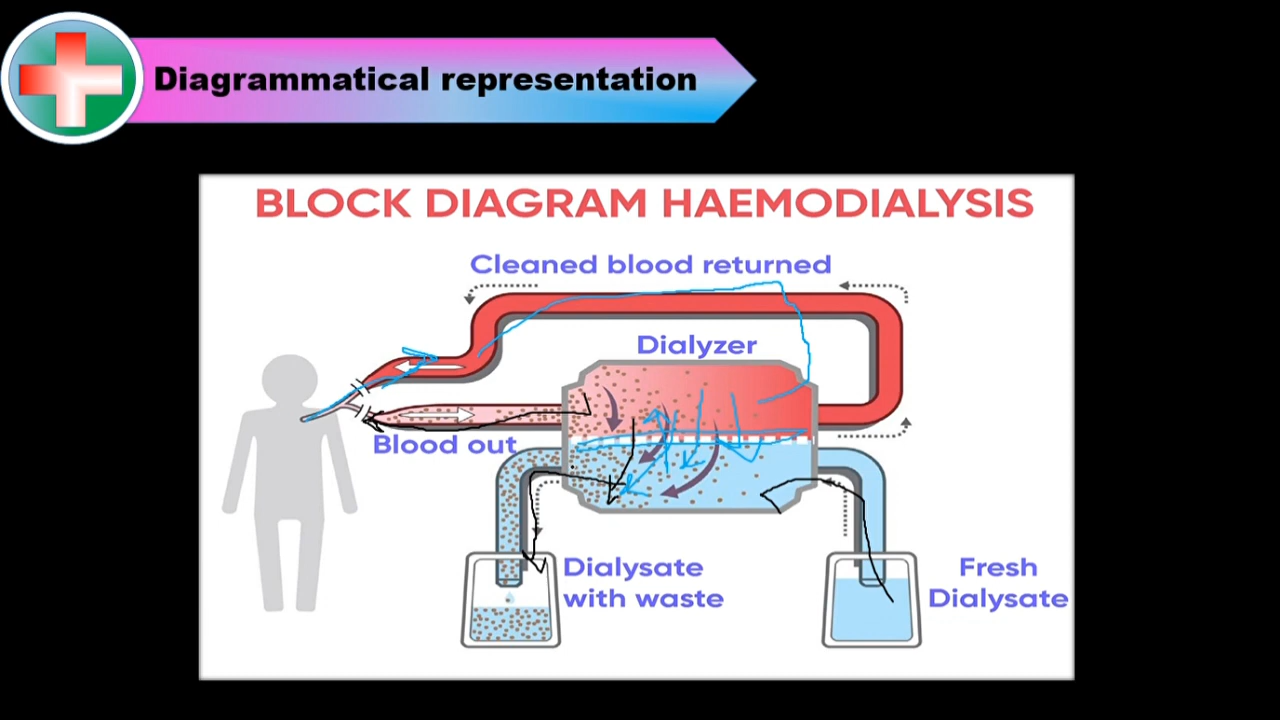 Diagrammatical representation
BLOCK DIAGRAM HAEMODIALYSIS
Cleaned blood returned
Dialyzer
Blood out
Dialysate
with waste
Fresh
Dialysate